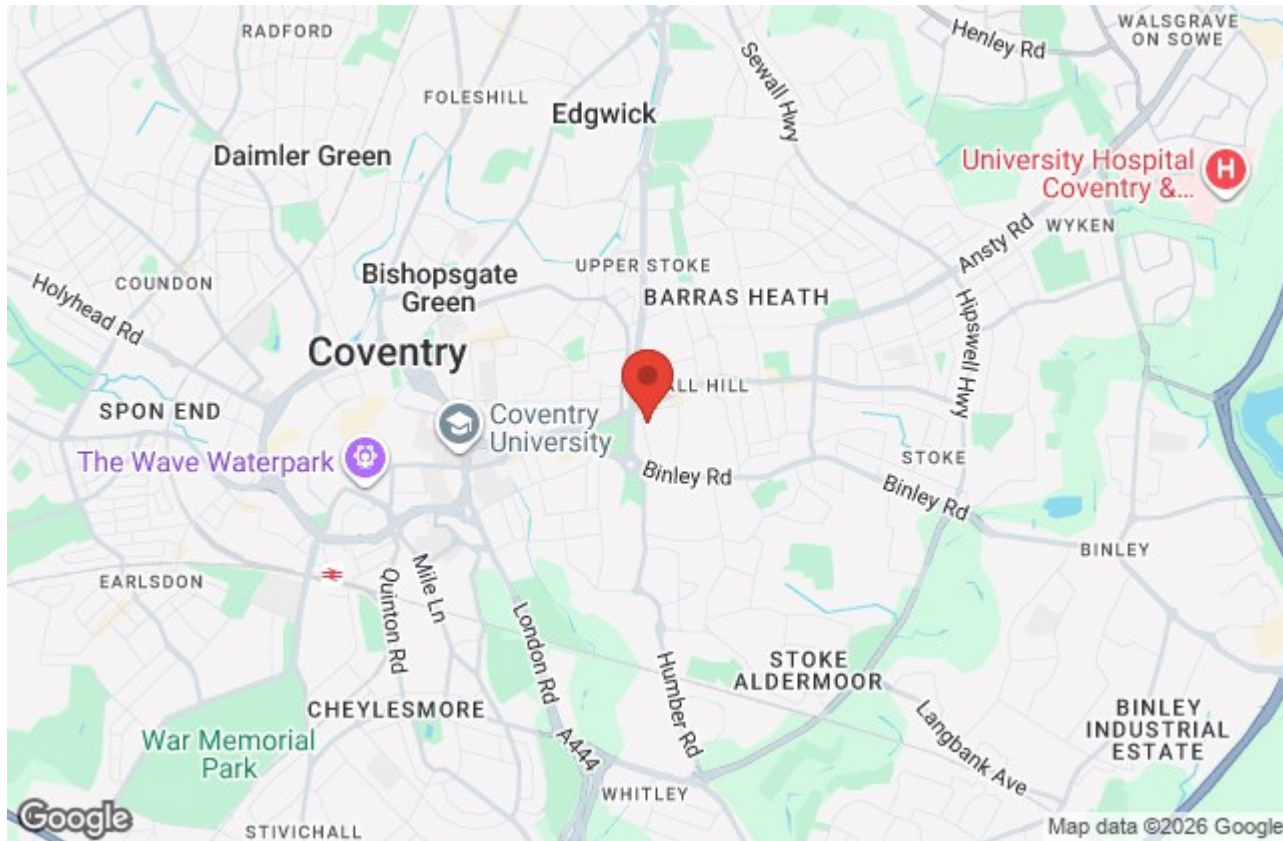 RADFORD
WALSGRAVE
ON SOWE
Henley Rd
Sewall Hwy
FOLESHILL
Edgwick
Daimler Green
University Hospital
Coventry &...
H
WYKEN
Ansty Rd
UPPER STOKE
Bishopsgate
Green
BARRAS HEATH
COUNDON
Holyhead Rd
Hipswell Hwy
Coventry
ALL HILL
SPON END
Coventry
University
The Wave Waterpark
Binley Rd
STOKE
Binley Rd
BINLEY
EARLSDON
Mile Ln
Quinton Rd
London Rd
Humber Rd
STOKE
ALDERMOOR
CHEYLESMORE
Langbank Ave
BINLEY
INDUSTRIAL
ESTATE
War Memorial
Park
A444
WHITLEY
Google
STIVICHALL
Map data ©2026 Google